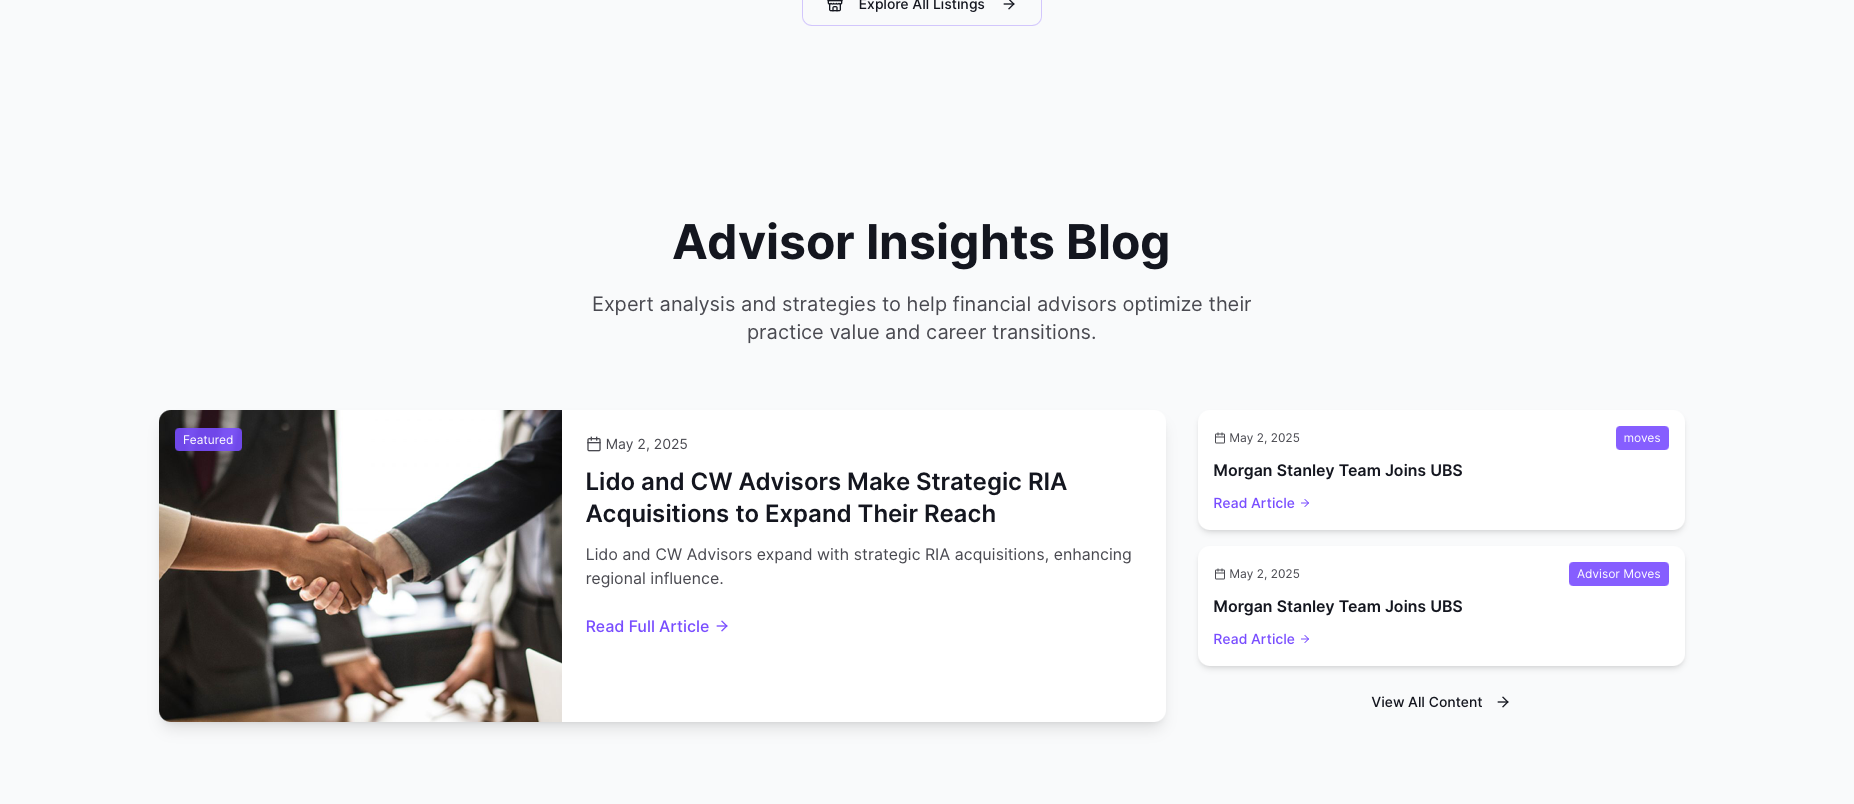 Explore All Listings
Advisor Insights Blog
Expert analysis and strategies to help financial advisors optimize their
practice value and career transitions.
Featured
May 2, 2025
Lido and CW Advisors Make Strategic RIA
Acquisitions to Expand Their Reach
Lido and CW Advisors expand with strategic RIA acquisitions, enhancing
regional influence.
Read Full Article
May 2, 2025
moves
Morgan Stanley Team Joins UBS
Read Article
May 2, 2025
Advisor Moves
Morgan Stanley Team Joins UBS
Read Article
View All Content